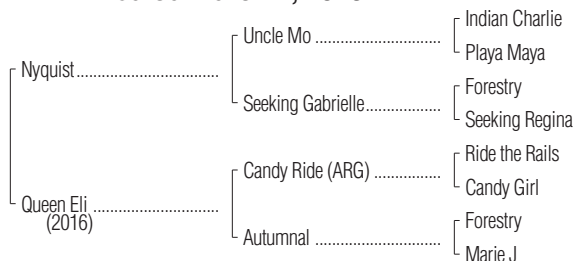 Indian Charlie
Uncle Mo ..................
Playa Maya
Nyquist..................
Forestry
Seeking Gabrielle..................
Seeking Regina
Ride the Rails
Candy Ride (ARG) ..................
Candy Girl
Queen Eli ..................
(2016)
Forestry
Autumnal ..................
Marie J